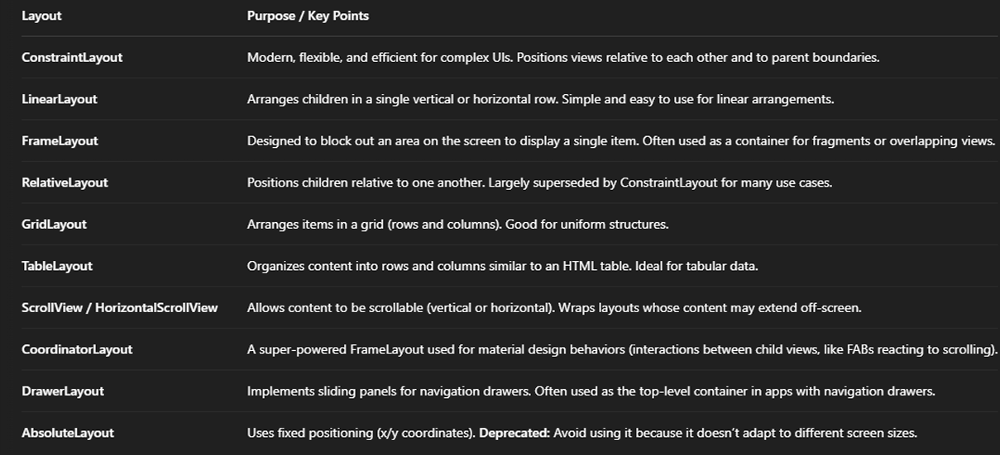 Layout Purpose / Key Points
ConstraintLayout Modern, flexible, and efficient for complex UIs. Positions views relative to each other and to parent boundaries.
LinearLayout Arranges children in a single vertical or horizontal row. Simple and easy to use for linear arrangements.
FrameLayout Designed to block out an area on the screen to display a single item. Often used as a container for fragments or overlapping views.
RelativeLayout Positions children relative to one another. Largely superseded by ConstraintLayout for many use cases.
GridLayout Arranges items in a grid (rows and columns). Good for uniform structures.
TableLayout Organizes content into rows and columns similar to an HTML table. Ideal for tabular data.
ScrollView / HorizontalScrollView Allows content to be scrollable (vertical or horizontal). Wraps layouts whose content may extend off-screen.
CoordinatorLayout A super-powered FrameLayout used for material design behaviors (interactions between child views, like FABs reacting to scrolling).
DrawerLayout Implements sliding panels for navigation drawers. Often used as the top-level container in apps with navigation drawers.
AbsoluteLayout Uses fixed positioning (x/y coordinates). Deprecated: Avoid using it because it doesn’t adapt to different screen sizes.